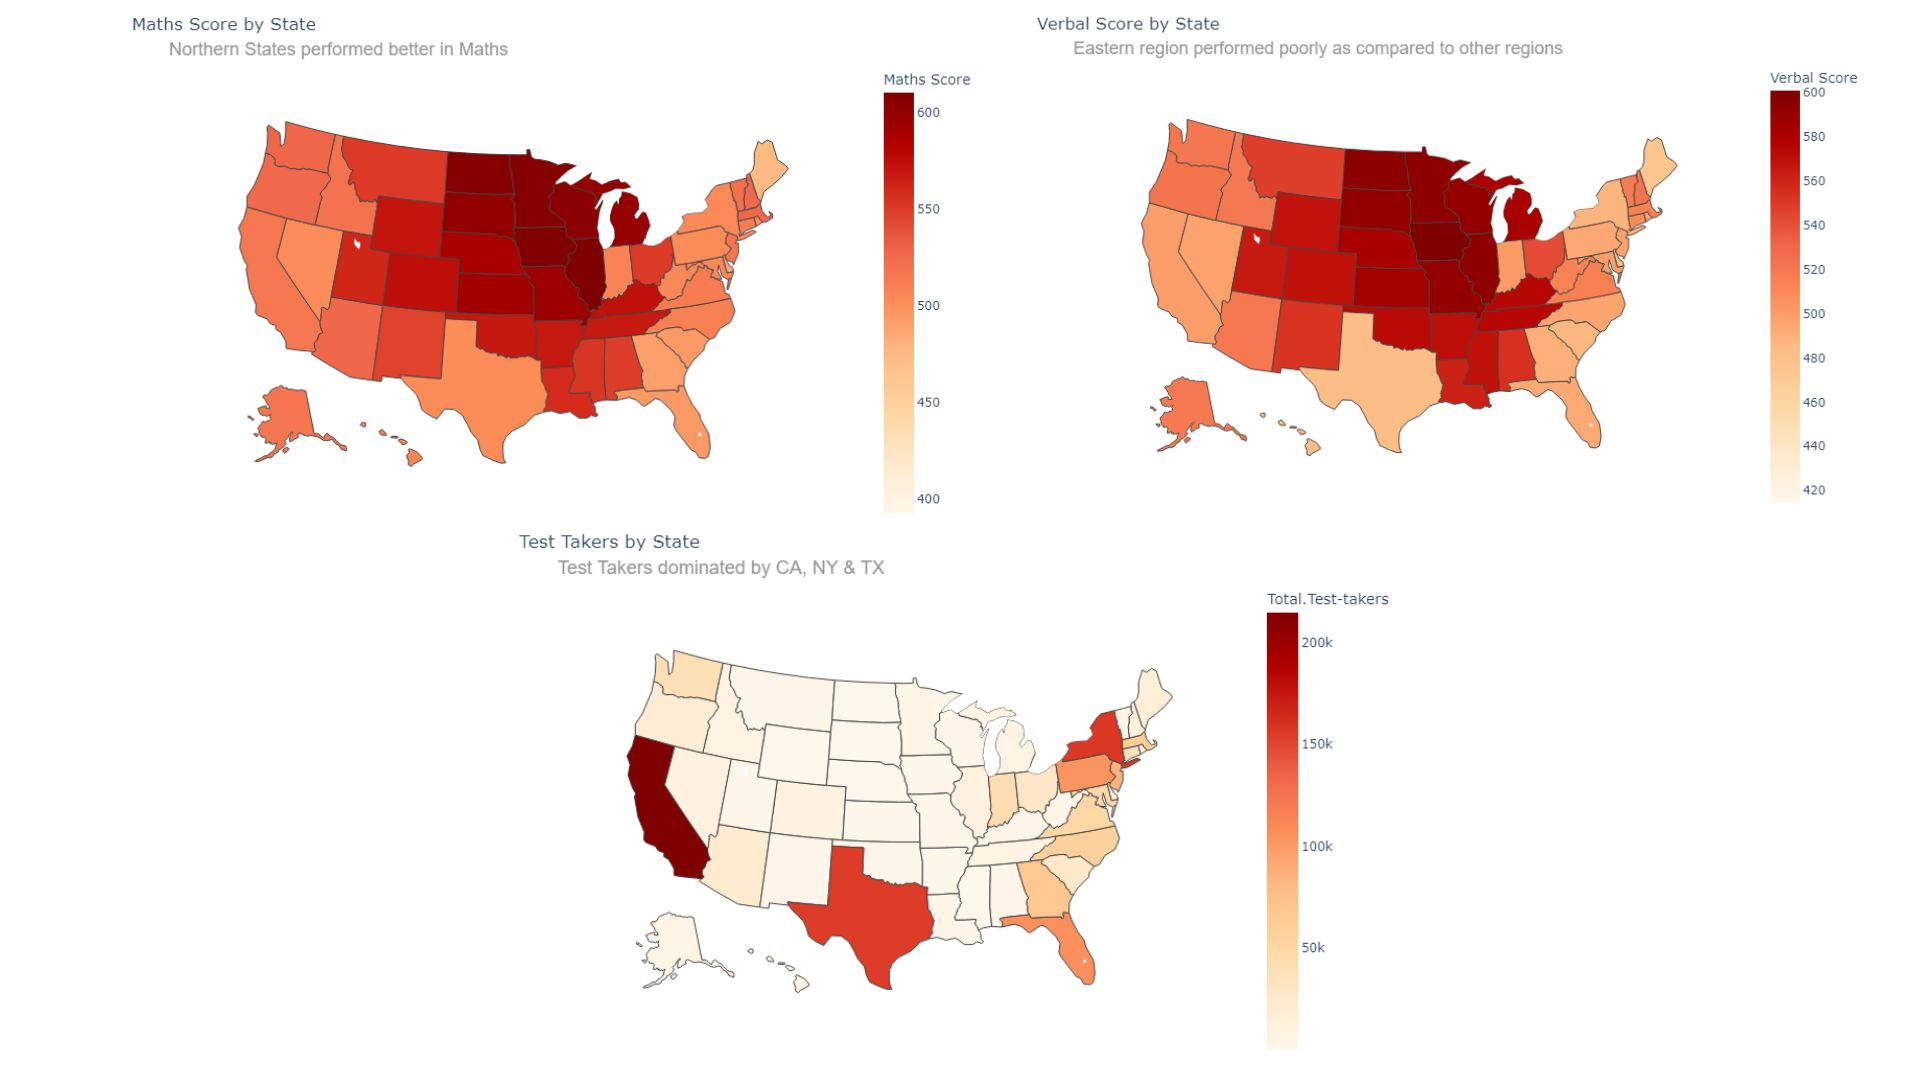 Maths Score by State
Northern States performed better in Maths
Maths Score
600
550
500
450
400
Verbal Score by State
Eastern region performed poorly as compared to other regions
Verbal Score
600
580
560
540
520
500
480
460
440
420
Test Takers by State
Test Takers dominated by CA, NY & TX
Total.Test-takers
200k
150k
100k
50k